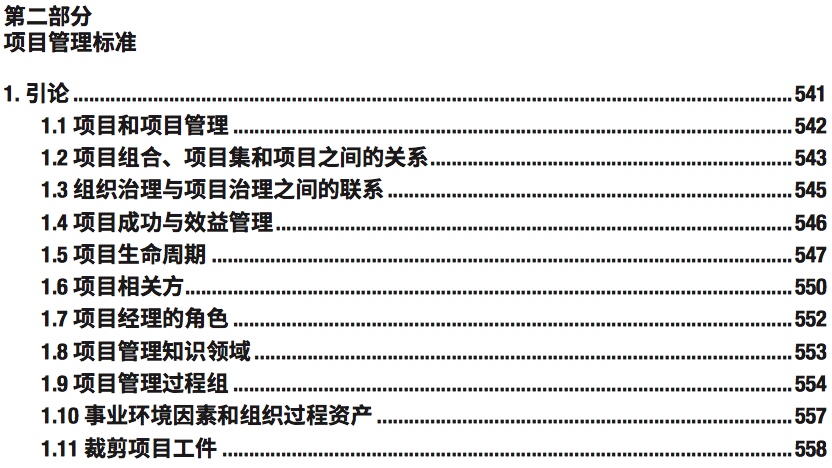 第二部分
项目管理标准
1. 引论 ........................................ 541
1.1 项目和项目管理 ........................................ 542
1.2 项目组合、项目集和项目之间的关系 ........................................ 543
1.3 组织治理与项目治理之间的联系 ........................................ 545
1.4 项目成功与效益管理 ........................................ 546
1.5 项目生命周期 ........................................ 547
1.6 项目相关方 ........................................ 550
1.7 项目经理的角色 ........................................ 552
1.8 项目管理知识领域 ........................................ 553
1.9 项目管理过程组 ........................................ 554
1.10 事业环境因素和组织过程资产 ........................................ 557
1.11 裁剪项目工件 ........................................ 558